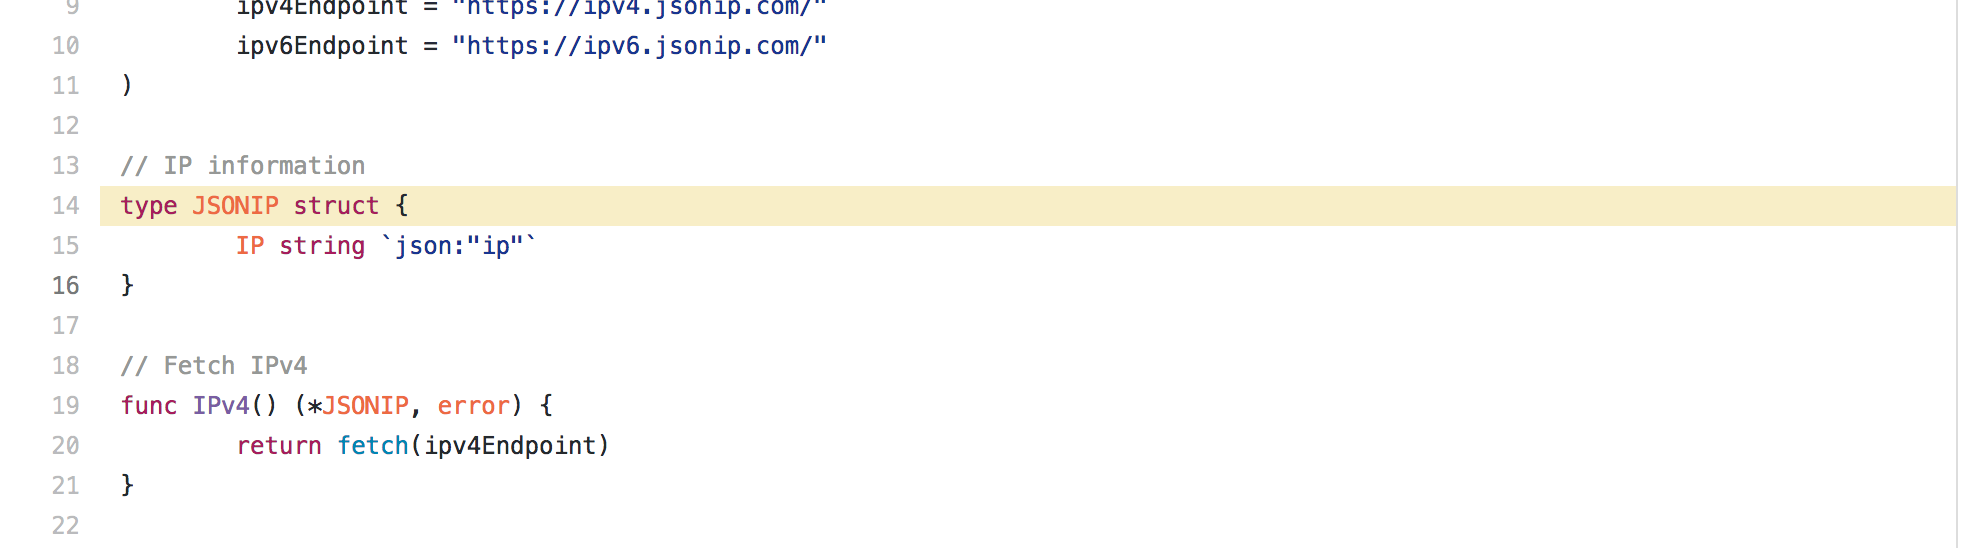 9 ipv4Endpoint = "https://ipv4.jsonip.com/"
10 ipv6Endpoint = "https://ipv6.jsonip.com/"
11 )
12
13 // IP information
14 type JSONIP struct {
15 IP string `json:"ip"`
16 }
17
18 // Fetch IPv4
19 func IPv4() (*JSONIP, error) {
20 return fetch(ipv4Endpoint)
21 }
22